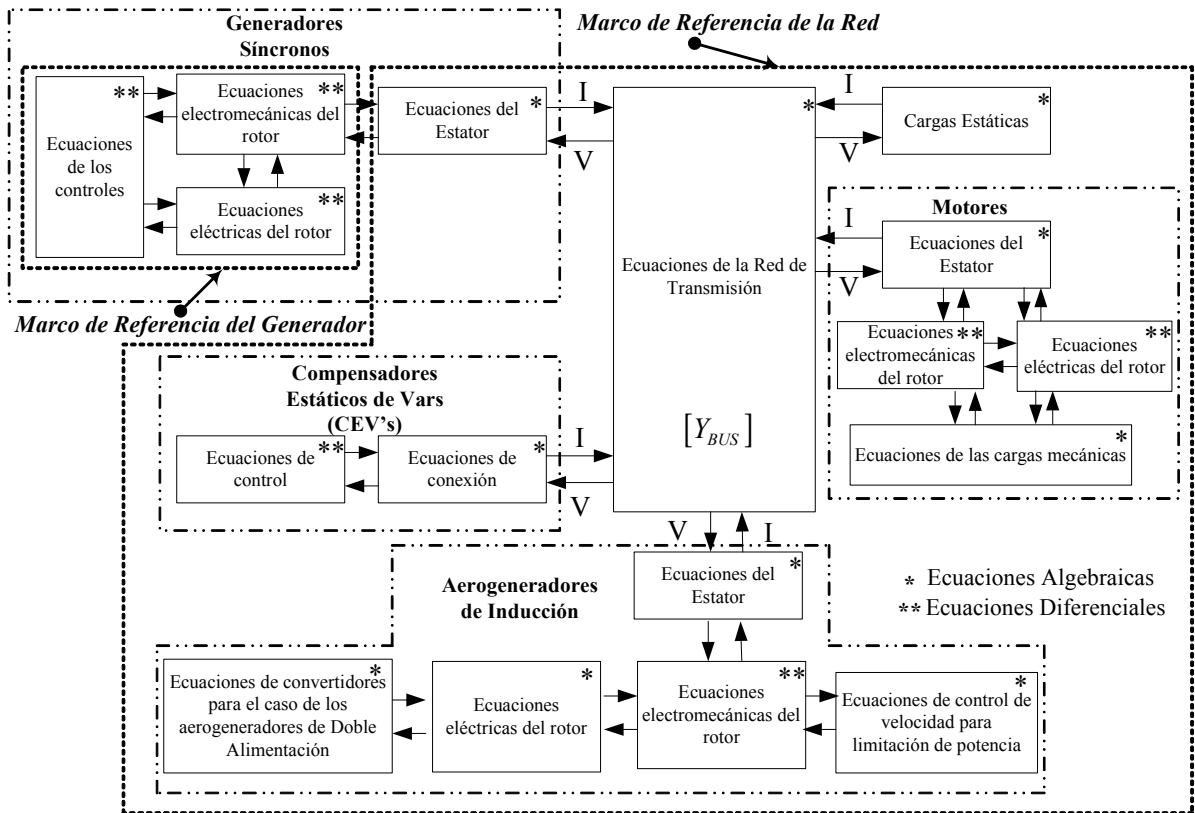 Generadores
Síncronos
Marco de Referencia de la Red
**
Ecuaciones
de los
controles
**
Ecuaciones
electromecánicas del
rotor
**
Ecuaciones
eléctricas del rotor
*
Ecuaciones del
Estator
I
V
*
Ecuaciones de la Red de
Transmisión
[Y_BUS]
I
V
*
Cargas Estáticas
Marco de Referencia del Generador
Motores
I
V
*
Ecuaciones del
Estator
**
Ecuaciones
electromecánicas
del rotor
**
Ecuaciones
eléctricas del rotor
*
Ecuaciones de las cargas mecánicas
Compensadores
Estáticos de Vars
(CEV's)
**
Ecuaciones de
control
*
Ecuaciones de
conexión
I
V
V
I
Aerogeneradores
de Inducción
*
Ecuaciones del
Estator
* Ecuaciones Algebraicas
** Ecuaciones Diferenciales
*
Ecuaciones de convertidores
para el caso de los
aerogeneradores de Doble
Alimentación
*
Ecuaciones
eléctricas del rotor
**
Ecuaciones
electromecánicas del
rotor
*
Ecuaciones de control de
velocidad para
limitación de potencia